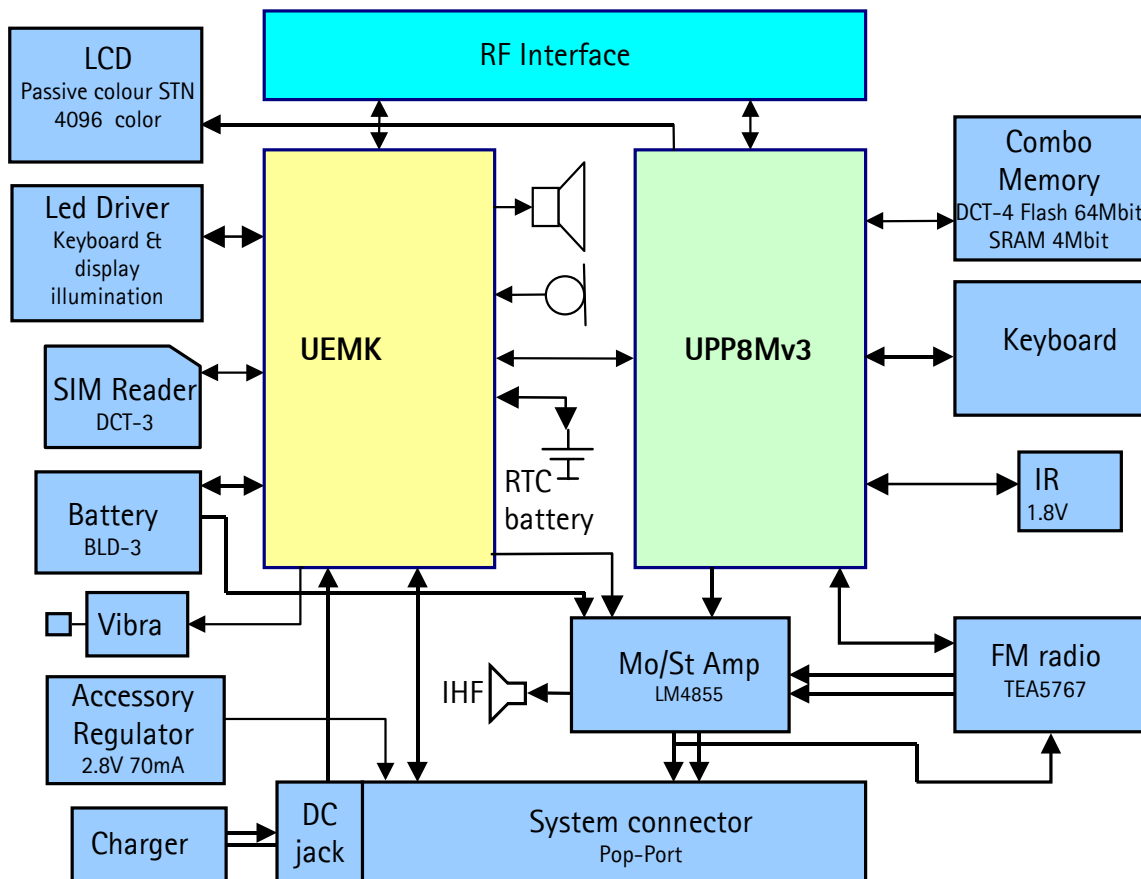 RF Interface
LCD
Passive colour STN
4096 color
Led Driver
Keyboard &
display
illumination
SIM Reader
DCT-3
Battery
BLD-3
Vibra
Accessory
Regulator
2.8V 70mA
Charger
UEMK
RTC
battery
UPP8Mv3
Combo
Memory
DCT-4 Flash 64Mbit
SRAM 4Mbit
Keyboard
IR
1.8V
IHF
Mo/St Amp
LM4855
FM radio
TEA5767
DC
jack
System connector
Pop-Port